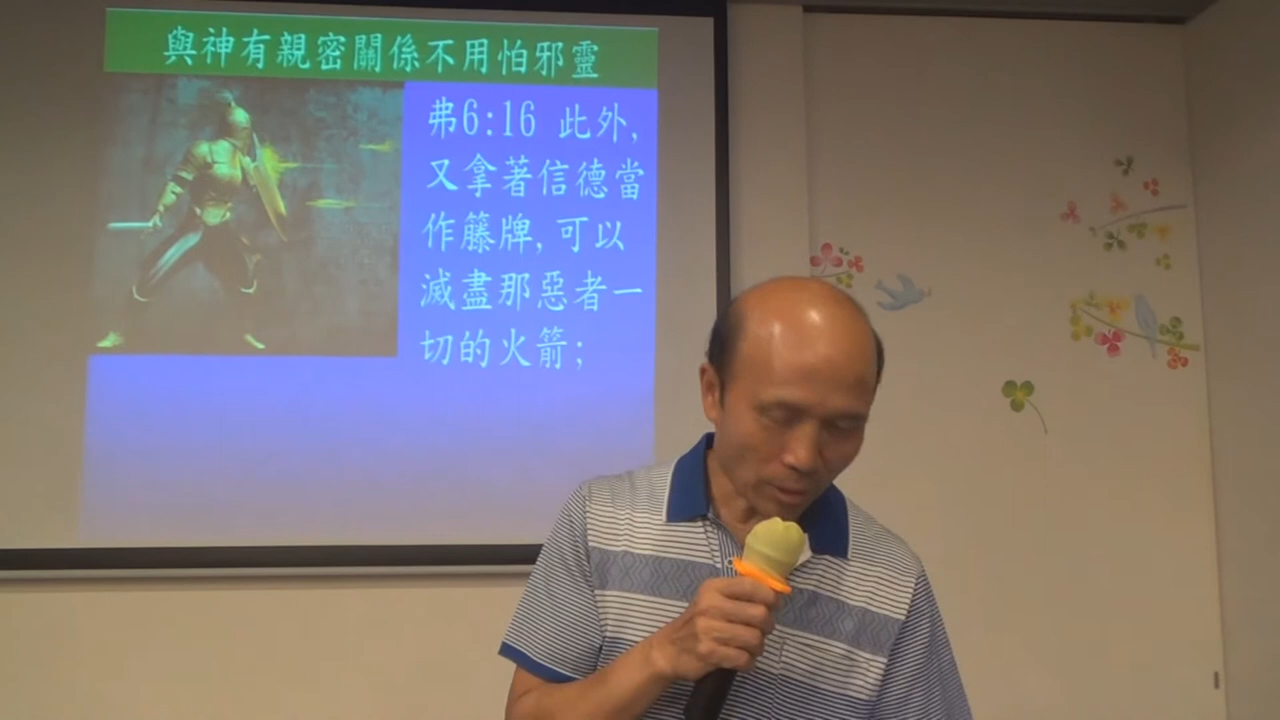 與神有親密關係不用怕邪靈
弗6:16 此外,
又拿著信德當
作籐牌,可以
滅盡那惡者一
切的火箭;